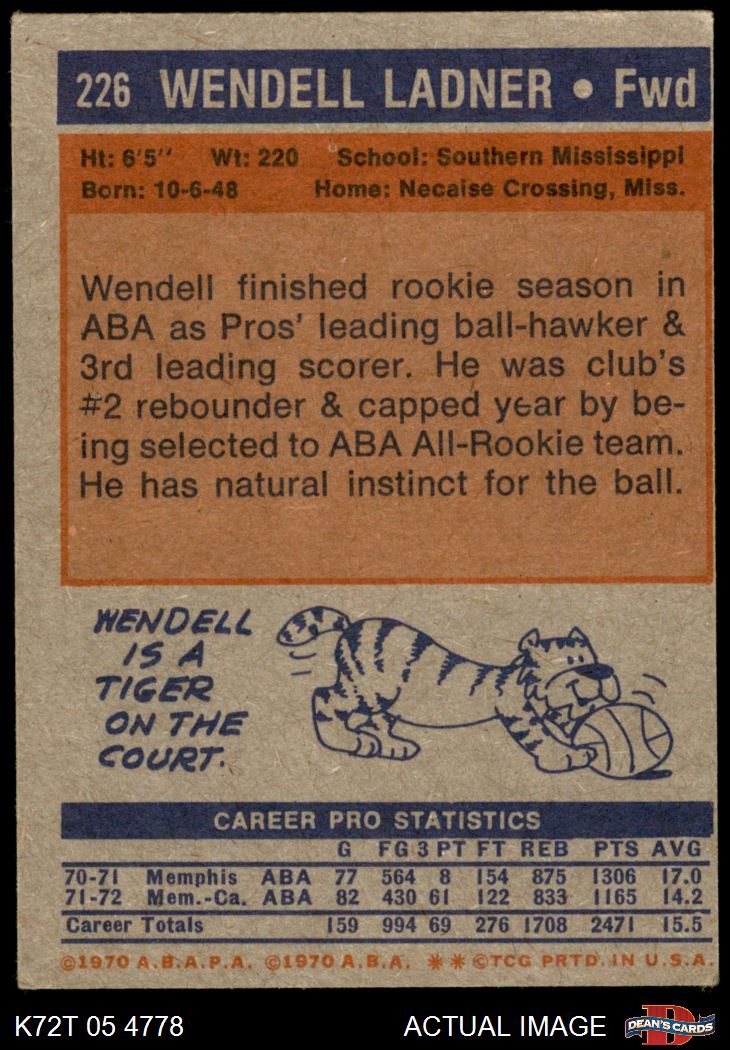 226 WENDELL LADNER • Fwd
Ht: 6'5" Wt: 220 School: Southern Mississippi
Born: 10-6-48 Home: Necaise Crossing, Miss.
Wendell finished rookie season in
ABA as Pros' leading ball-hawker &
3rd leading scorer. He was club's
#2 rebounder & capped year by be-
ing selected to ABA All-Rookie team.
He has natural instinct for the ball.
WENDELL
IS A
TIGER
ON THE
COURT.
CAREER PRO STATISTICS
G FG 3 PT FT REB PTS AVG
70-71 Memphis ABA 77 564 8 154 875 1306 17.0
71-72 Mem.-Ca. ABA 82 430 61 122 833 1165 14.2
Career Totals 159 994 69 276 1708 2471 15.5
©1970 A.B.A.P.A. ©1970 A.B.A. ** ©TCG PRTD. IN U.S.A.
K72T 05 4778 ACTUAL IMAGE D DEAN'S CARDS